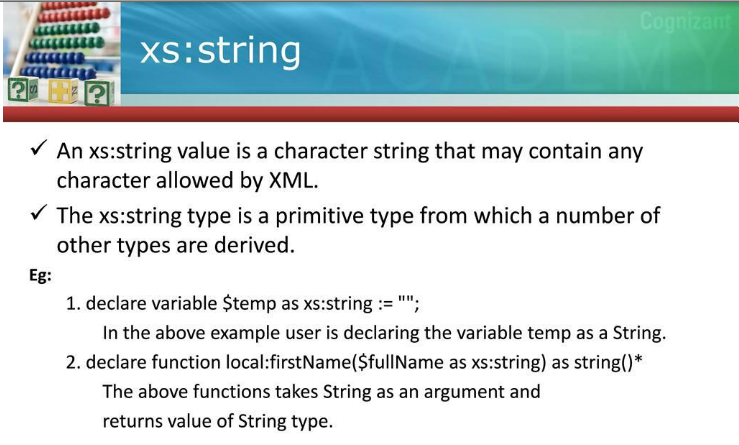 Cognizant
ACADEMY
xs:string
✓ An xs:string value is a character string that may contain any
character allowed by XML.
✓ The xs:string type is a primitive type from which a number of
other types are derived.
Eg:
1. declare variable $temp as xs:string := "";
In the above example user is declaring the variable temp as a String.
2. declare function local:firstName($fullName as xs:string) as string()*
The above functions takes String as an argument and
returns value of String type.